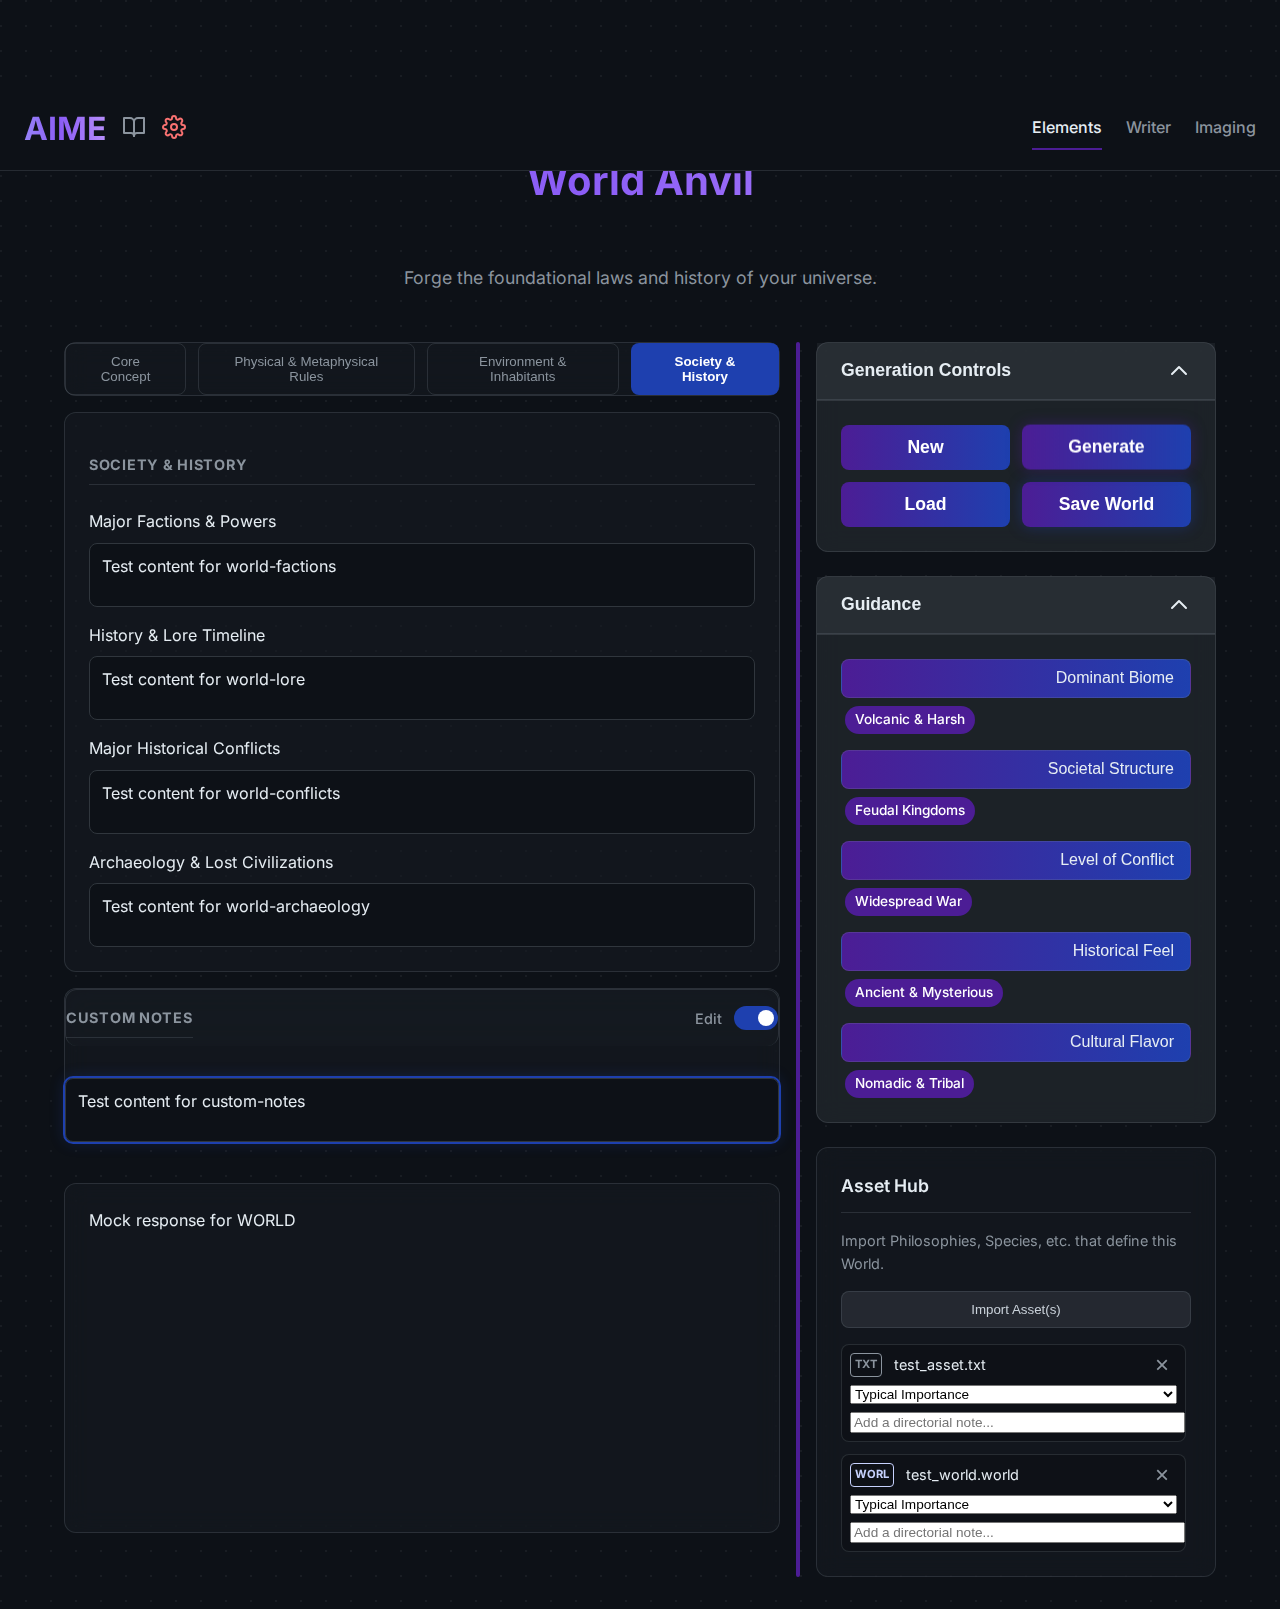 AIME
Elements
Writer
Imaging
World Anvil
Forge the foundational laws and history of your universe.
Core
Concept
Physical & Metaphysical
Rules
Environment &
Inhabitants
Society &
History
SOCIETY & HISTORY
Major Factions & Powers
Test content for world-factions
History & Lore Timeline
Test content for world-lore
Major Historical Conflicts
Test content for world-conflicts
Archaeology & Lost Civilizations
Test content for world-archaeology
CUSTOM NOTES
Edit
Test content for custom-notes
Mock response for WORLD
Generation Controls
New
Generate
Load
Save World
Guidance
Dominant Biome
Volcanic & Harsh
Societal Structure
Feudal Kingdoms
Level of Conflict
Widespread War
Historical Feel
Ancient & Mysterious
Cultural Flavor
Nomadic & Tribal
Asset Hub
Import Philosophies, Species, etc. that define this
World.
Import Asset(s)
TXT
test_asset.txt
Typical Importance
Add a directorial note...
WORL
test_world.world
Typical Importance
Add a directorial note...